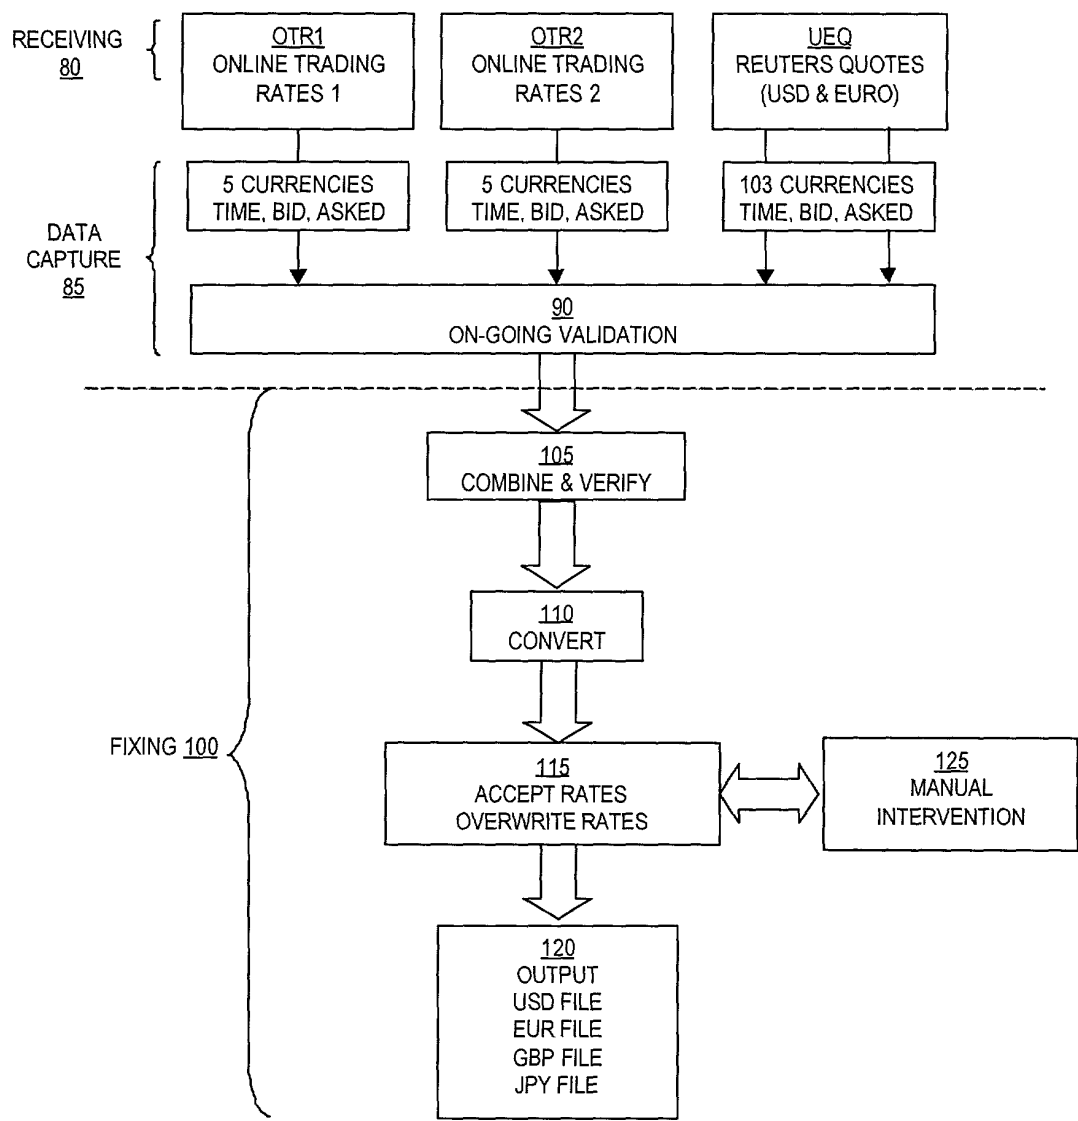 RECEIVING
80
OTR1
ONLINE TRADING
RATES 1
OTR2
ONLINE TRADING
RATES 2
UEQ
REUTERS QUOTES
(USD & EURO)
DATA
CAPTURE
85
5 CURRENCIES
TIME, BID, ASKED
5 CURRENCIES
TIME, BID, ASKED
103 CURRENCIES
TIME, BID, ASKED
90
ON-GOING VALIDATION
FIXING 100
105
COMBINE & VERIFY
110
CONVERT
115
ACCEPT RATES
OVERWRITE RATES
125
MANUAL
INTERVENTION
120
OUTPUT
USD FILE
EUR FILE
GBP FILE
JPY FILE